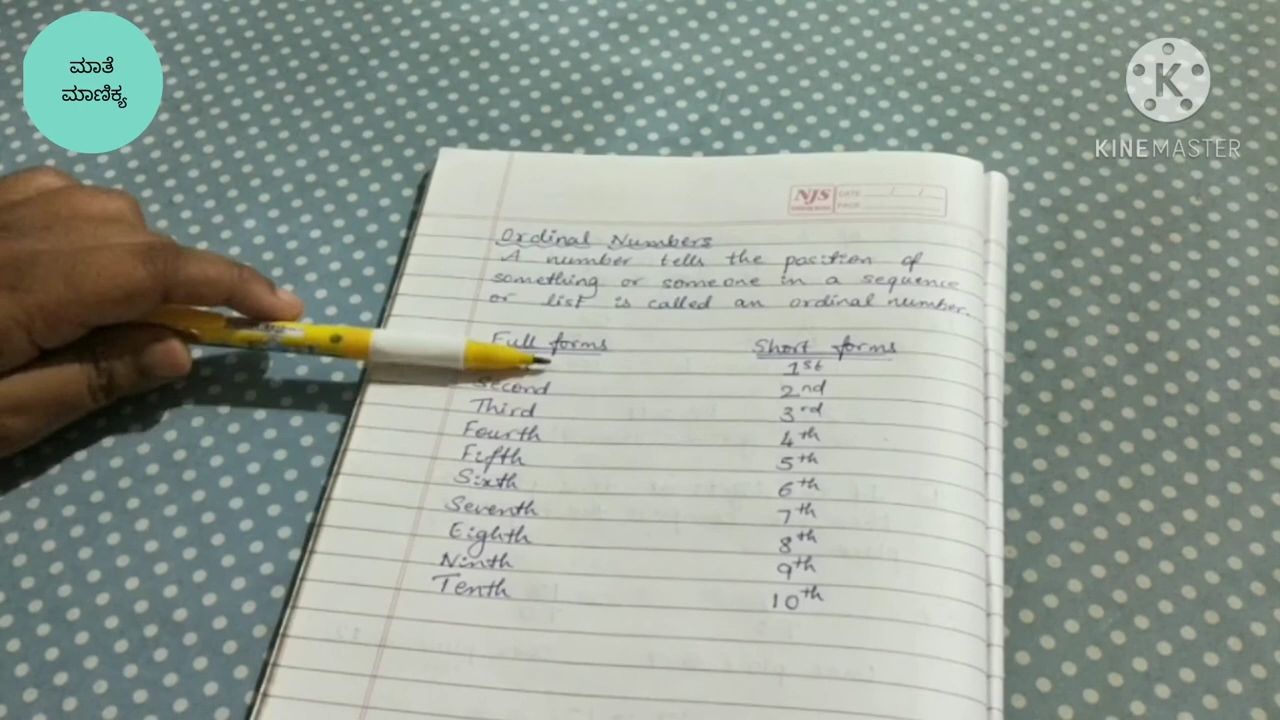 ಮಾತೆ
ಮಾಣಿಕ್ಯ
K
KINEMASTER
NJS
DATE / /
PAGE
Ordinal Numbers
A number tells the position of
something or someone in a sequence
or list is called an ordinal number.
Full forms Short forms
1st
Second 2nd
Third 3rd
Fourth 4th
Fifth 5th
Sixth 6th
Seventh 7th
Eighth 8th
Ninth 9th
Tenth 10th